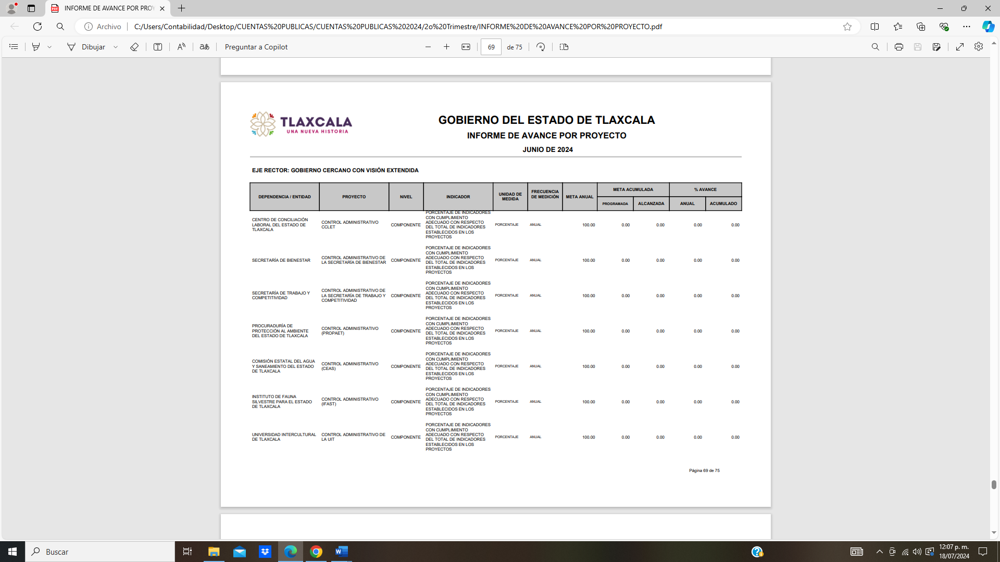 INFORME DE AVANCE POR PROY
Archivo
C:/Users/Contabilidad/Desktop/CUENTAS%20PUBLICAS/CUENTAS%20PUBLICAS%202024/2o%20Trimestre/INFORME%20DE%20AVANCE%20POR%20PROYECTO.pdf
Dibujar
Preguntar a Copilot
69 de 75
TLAXCALA
UNA NUEVA HISTORIA
GOBIERNO DEL ESTADO DE TLAXCALA
INFORME DE AVANCE POR PROYECTO
JUNIO DE 2024
EJE RECTOR: GOBIERNO CERCANO CON VISIÓN EXTENDIDA
DEPENDENCIA / ENTIDAD
PROYECTO
NIVEL
INDICADOR
UNIDAD DE
MEDIDA
FRECUENCIA
DE MEDICIÓN
META ANUAL
META ACUMULADA
PROGRAMADA
ALCANZADA
% AVANCE
ANUAL
ACUMULADO
CENTRO DE CONCILIACIÓN
LABORAL DEL ESTADO DE
TLAXCALA
CONTROL ADMINISTRATIVO
CCLET
COMPONENTE
PORCENTAJE DE INDICADORES
CON CUMPLIMIENTO
ADECUADO CON RESPECTO
DEL TOTAL DE INDICADORES
ESTABLECIDOS EN LOS
PROYECTOS
PORCENTAJE
ANUAL
100.00
0.00
0.00
0.00
0.00
SECRETARÍA DE BIENESTAR
CONTROL ADMINISTRATIVO DE
LA SECRETARÍA DE BIENESTAR
COMPONENTE
PORCENTAJE DE INDICADORES
CON CUMPLIMIENTO
ADECUADO CON RESPECTO
DEL TOTAL DE INDICADORES
ESTABLECIDOS EN LOS
PROYECTOS
PORCENTAJE
ANUAL
100.00
0.00
0.00
0.00
0.00
SECRETARÍA DE TRABAJO Y
COMPETITIVIDAD
CONTROL ADMINISTRATIVO DE
LA SECRETARÍA DE TRABAJO Y
COMPETITIVIDAD
COMPONENTE
PORCENTAJE DE INDICADORES
CON CUMPLIMIENTO
ADECUADO CON RESPECTO
DEL TOTAL DE INDICADORES
ESTABLECIDOS EN LOS
PROYECTOS
PORCENTAJE
ANUAL
100.00
0.00
0.00
0.00
0.00
PROCURADURÍA DE
PROTECCIÓN AL AMBIENTE
DEL ESTADO DE TLAXCALA
CONTROL ADMINISTRATIVO
(PROPAET)
COMPONENTE
PORCENTAJE DE INDICADORES
CON CUMPLIMIENTO
ADECUADO CON RESPECTO
DEL TOTAL DE INDICADORES
ESTABLECIDOS EN LOS
PROYECTOS
PORCENTAJE
ANUAL
100.00
0.00
0.00
0.00
0.00
COMISIÓN ESTATAL DEL AGUA
Y SANEAMIENTO DEL ESTADO
DE TLAXCALA
CONTROL ADMINISTRATIVO
(CEAS)
COMPONENTE
PORCENTAJE DE INDICADORES
CON CUMPLIMIENTO
ADECUADO CON RESPECTO
DEL TOTAL DE INDICADORES
ESTABLECIDOS EN LOS
PROYECTOS
PORCENTAJE
ANUAL
100.00
0.00
0.00
0.00
0.00
INSTITUTO DE FAUNA
SILVESTRE PARA EL ESTADO
DE TLAXCALA
CONTROL ADMINISTRATIVO
(IFAST)
COMPONENTE
PORCENTAJE DE INDICADORES
CON CUMPLIMIENTO
ADECUADO CON RESPECTO
DEL TOTAL DE INDICADORES
ESTABLECIDOS EN LOS
PROYECTOS
PORCENTAJE
ANUAL
100.00
0.00
0.00
0.00
0.00
UNIVERSIDAD INTERCULTURAL
DE TLAXCALA
CONTROL ADMINISTRATIVO DE
LA UIT
COMPONENTE
PORCENTAJE DE INDICADORES
CON CUMPLIMIENTO
ADECUADO CON RESPECTO
DEL TOTAL DE INDICADORES
ESTABLECIDOS EN LOS
PROYECTOS
PORCENTAJE
ANUAL
100.00
0.00
0.00
0.00
0.00
Página 69 de 75
Buscar
12:07 p. m.
18/07/2024